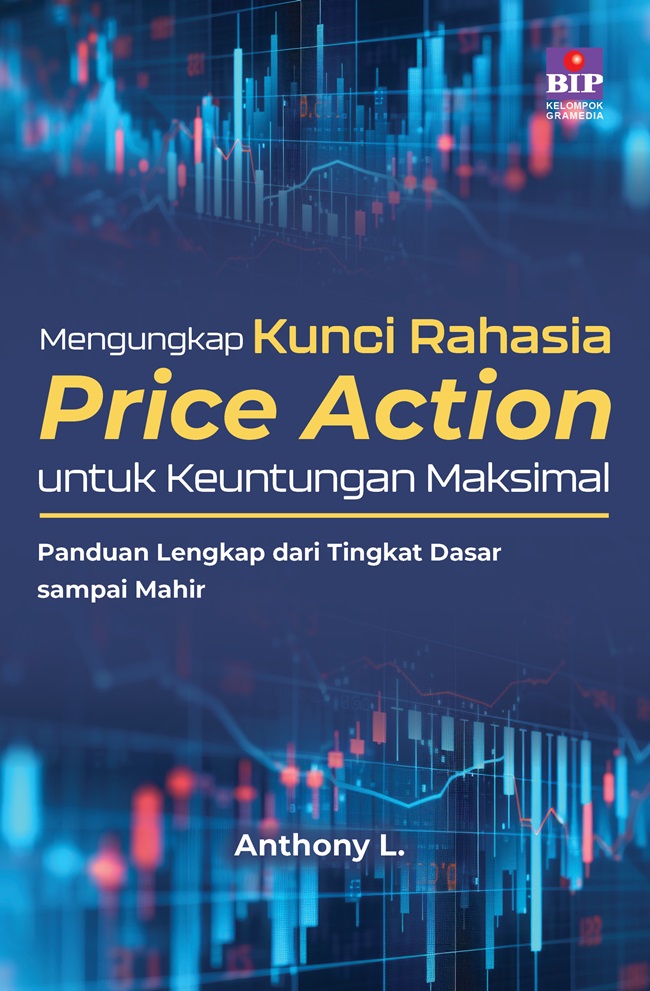 BIP
KELOMPOK
GRAMEDIA
Mengungkap Kunci Rahasia
Price Action
untuk Keuntungan Maksimal
Panduan Lengkap dari Tingkat Dasar
sampai Mahir
Anthony L.